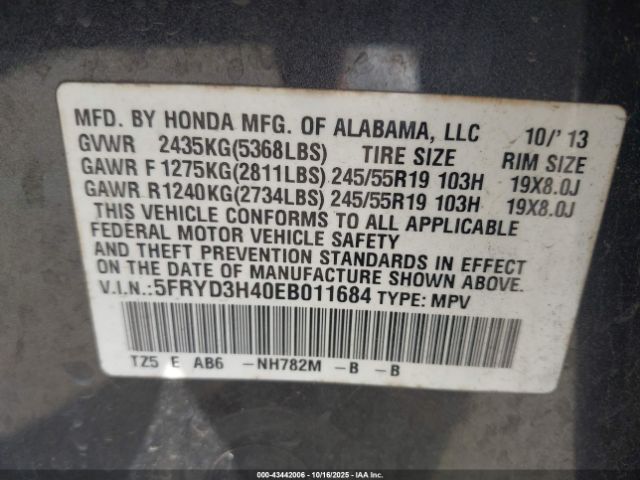 MFD. BY HONDA MFG. OF ALABAMA, LLC 10/'13
GVWR 2435KG(5368LBS) TIRE SIZE RIM SIZE
GAWR F 1275KG(2811LBS) 245/55R19 103H 19X8.0J
GAWR R1240KG(2734LBS) 245/55R19 103H 19X8.0J
THIS VEHICLE CONFORMS TO ALL APPLICABLE
FEDERAL MOTOR VEHICLE SAFETY
AND THEFT PREVENTION STANDARDS IN EFFECT
ON THE DATE OF MANUFACTURE SHOWN ABOVE.
V.I.N.:5FRYD3H40EB011684 TYPE: MPV
TZ5 E AB6 -NH782M -B -B
000-43442006 | 10/16/2025 | IAA Inc.